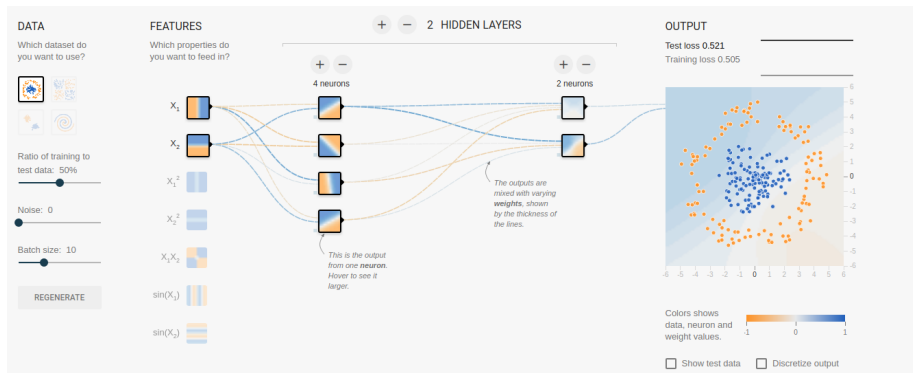 DATA
Which dataset do
you want to use?
Ratio of training to
test data: 50%
Noise: 0
Batch size: 10
REGENERATE
FEATURES
Which properties do
you want to feed in?
X1
X2
X1²
X2²
X1X2
sin(X1)
sin(X2)
+ − 2 HIDDEN LAYERS
+ −
4 neurons
+ −
2 neurons
This is the output
from one neuron.
Hover to see it
larger.
The outputs are
mixed with varying
weights, shown
by the thickness of
the lines.
OUTPUT
Test loss 0.521
Training loss 0.505
6
5
4
3
2
1
0
-1
-2
-3
-4
-5
-6
-6 -5 -4 -3 -2 -1 0 1 2 3 4 5 6
Colors shows
data, neuron and
weight values.
-1 0 1
Show test data
Discretize output